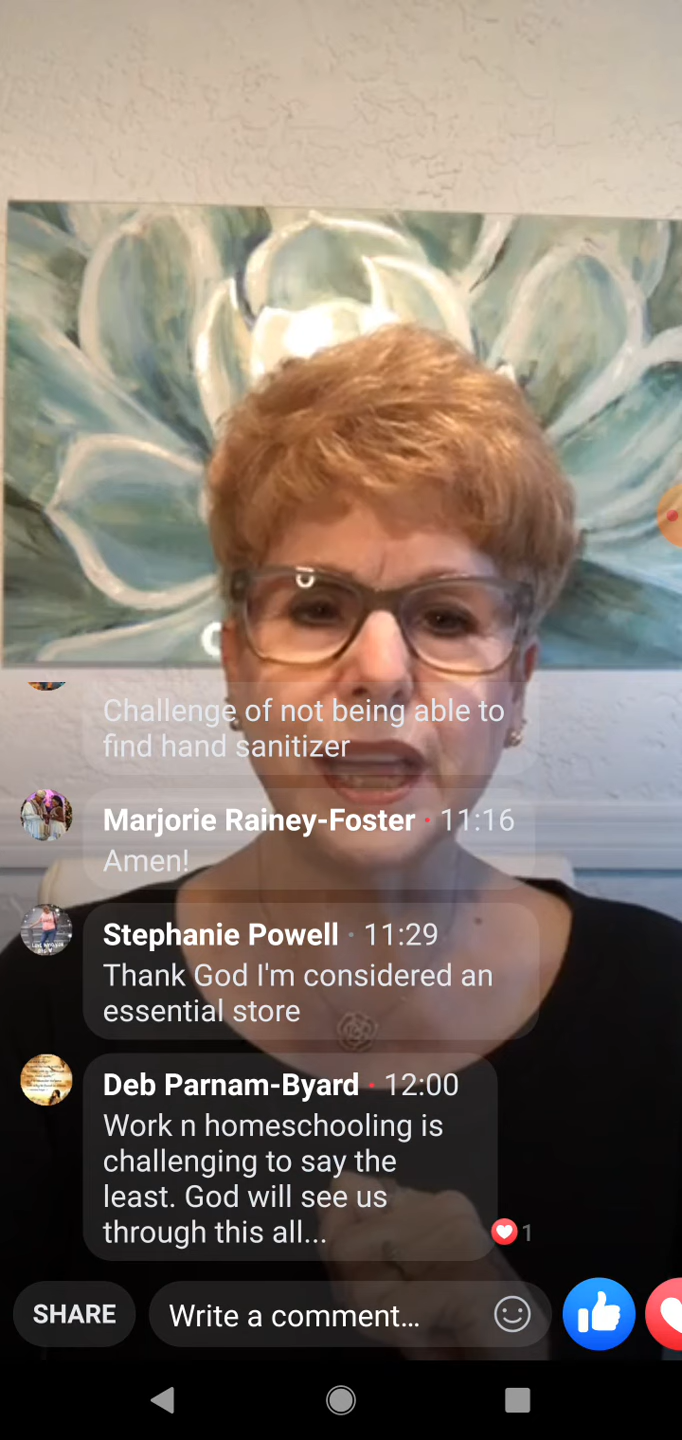 Challenge of not being able to
find hand sanitizer
Marjorie Rainey-Foster · 11:16
Amen!
Stephanie Powell · 11:29
Thank God I'm considered an
essential store
Deb Parnam-Byard · 12:00
Work n homeschooling is
challenging to say the
least. God will see us
through this all...
1
SHARE
Write a comment...